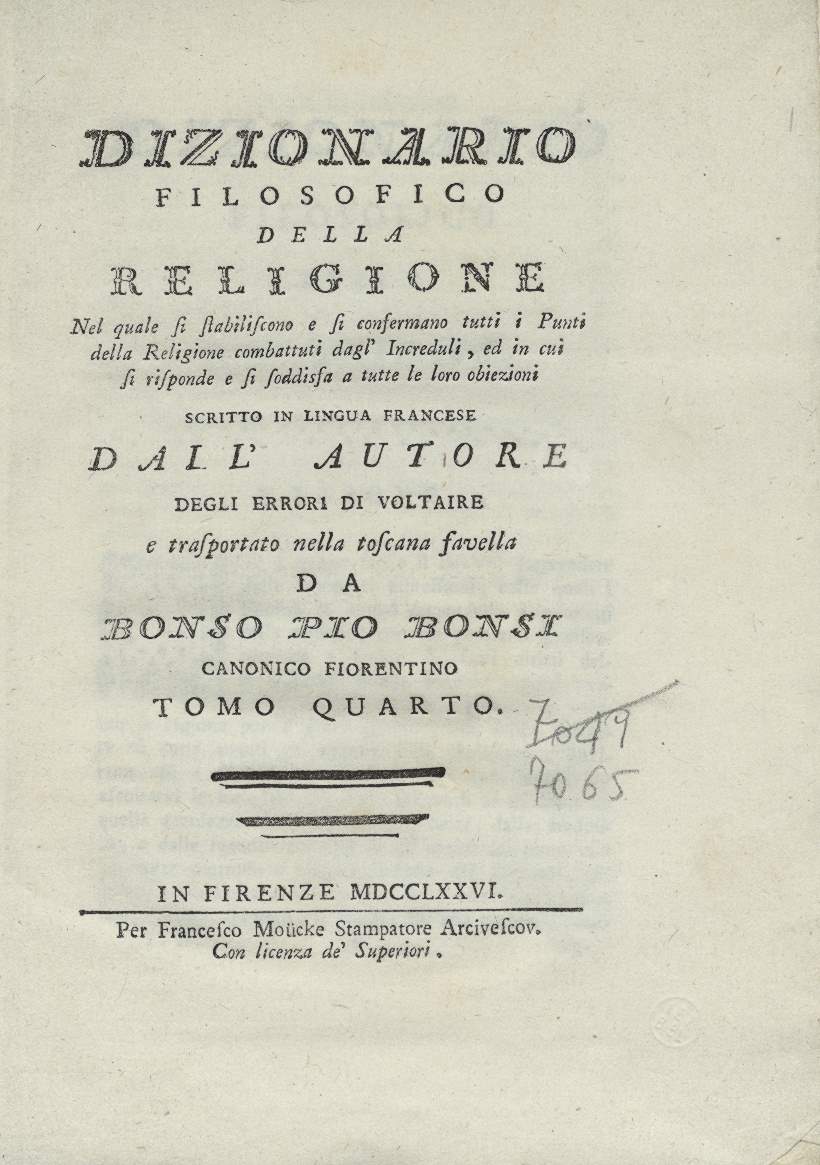 DIZIONARIO
FILOSOFICO
DELLA
RELIGIONE
Nel quale ſi ſtabiliſcono e ſi confermano tutti i Punti
della Religione combattuti dagl' Increduli, ed in cui
ſi riſponde e ſi ſoddisfa a tutte le loro obiezioni
SCRITTO IN LINGUA FRANCESE
DALL' AUTORE
DEGLI ERRORI DI VOLTAIRE
e traſportato nella toſcana favella
DA
BONSO PIO BONSI
CANONICO FIORENTINO
TOMO QUARTO.
7049
7065
IN FIRENZE MDCCLXXVI.
Per Franceſco Moücke Stampatore Arciveſcov.
Con licenza de' Superiori.